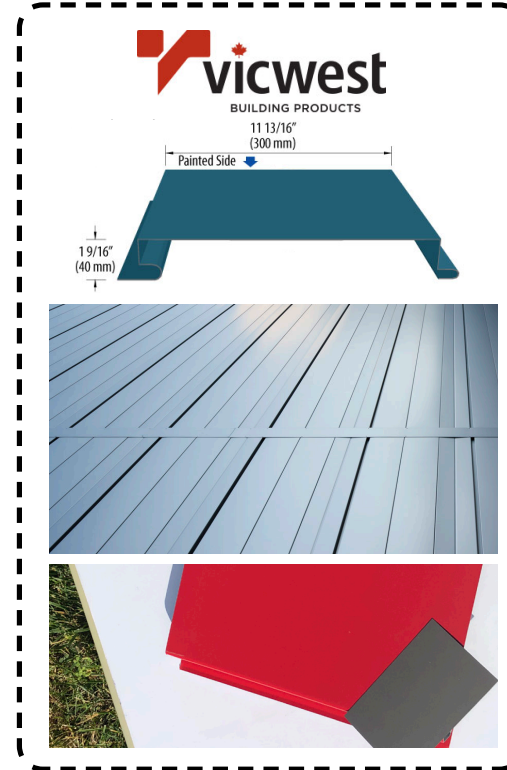 vicwest
BUILDING PRODUCTS
11 13/16"
(300 mm)
Painted Side
1 9/16"
(40 mm)